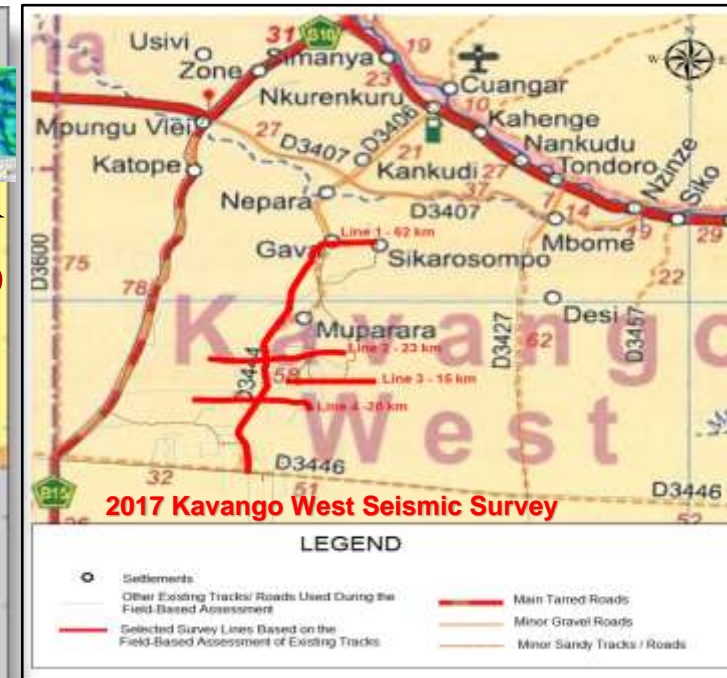 31
B10
19
Usivi
Zone
Simanya
23
Nkurenkuru
Cuangar
10
W
E
S
Mpungu Vlei
27
D3407
D3406
21
Kahenge
Nankudu
Katope
Kankudi
27
Tondoro
Nzinze
Siko
Nepara
37
D3407
7
14
Mbome
19
29
D3600
75
Gava
Line 1 - 62 km
Sikarosompo
22
78
Muparara
D3427
62
Desi
D3457
Kavango
West
D3444
58
Line 2 - 23 km
Line 3 - 15 km
Line 4 -20 km
B15
32
51
D3446
D3446
52
2017 Kavango West Seismic Survey
LEGEND
Settlements
Other Existing Tracks/ Roads Used During the
Field-Based Assessment
Selected Survey Lines Based on the
Field-Based Assessment of Existing Tracks
Main Tarred Roads
Minor Gravel Roads
Minor Sandy Tracks / Roads